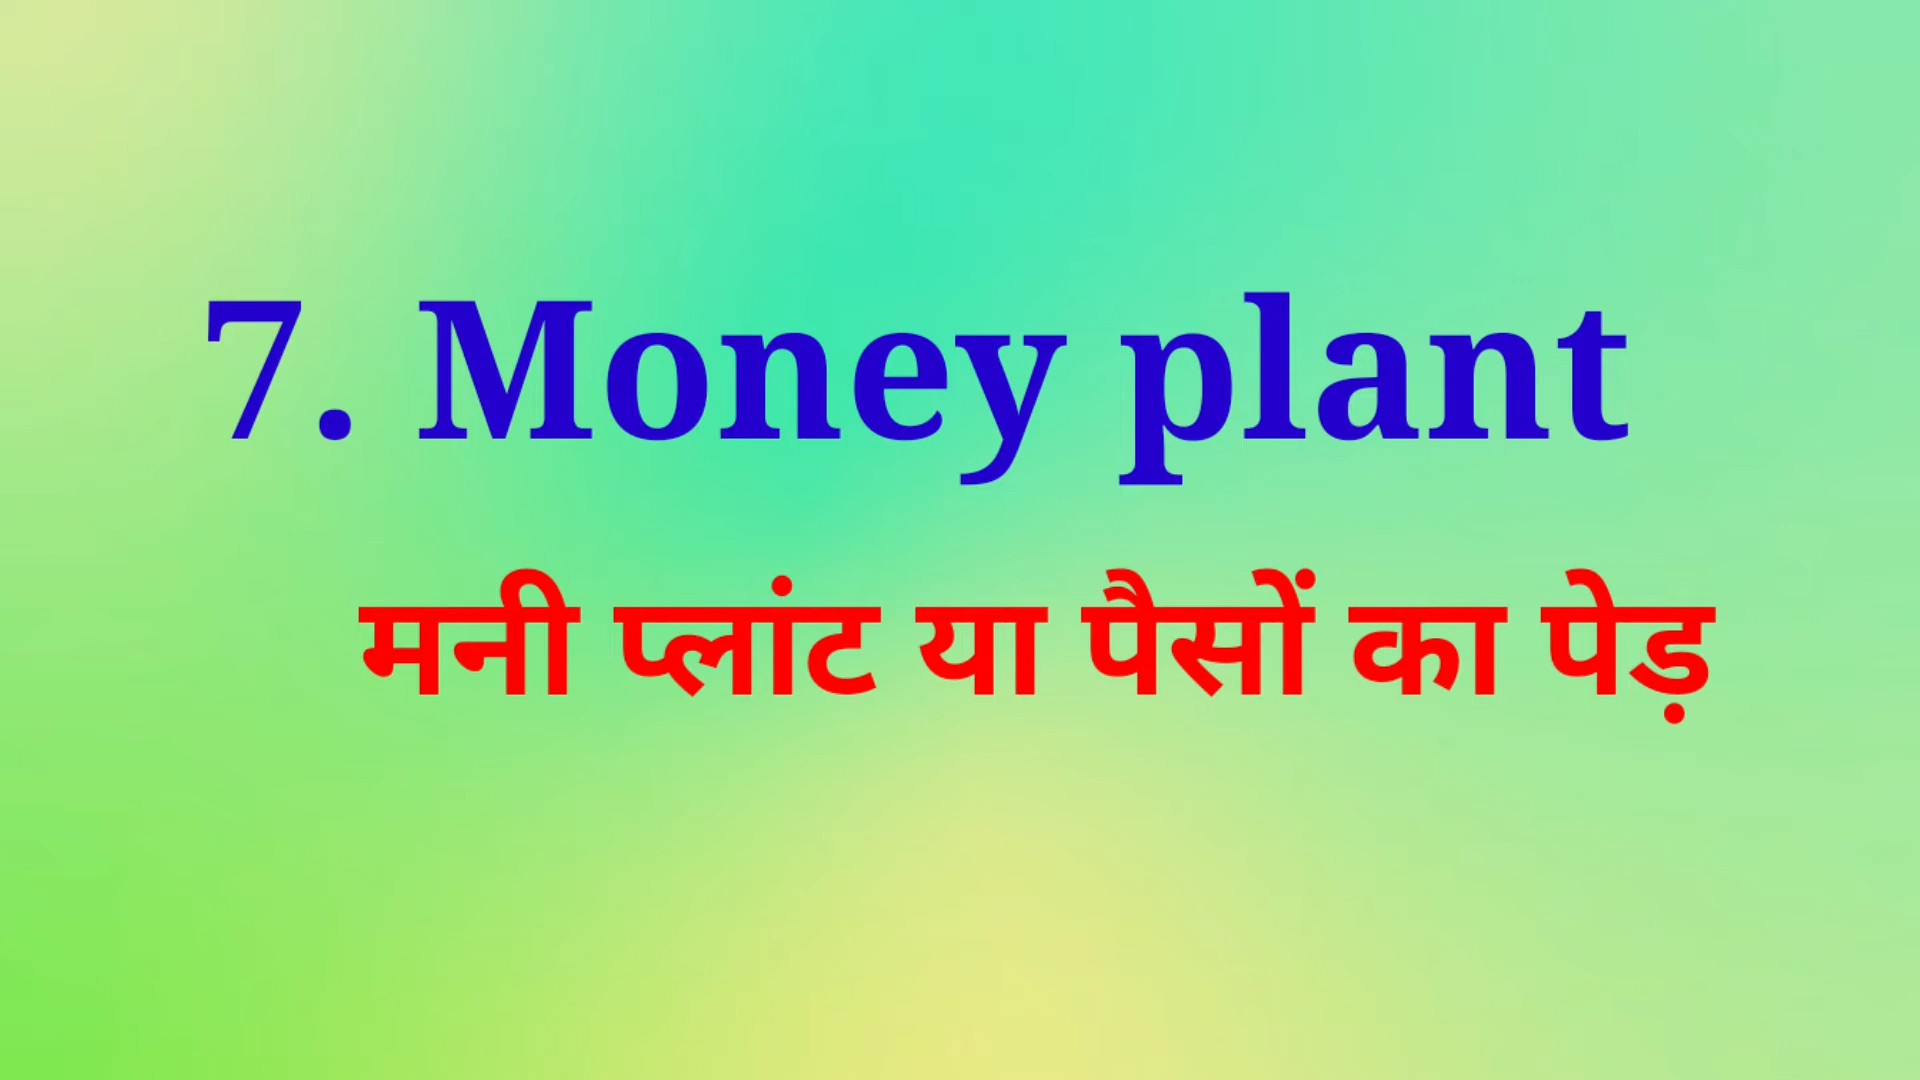 7. Money plant
मनी प्लांट या पैसों का पेड़